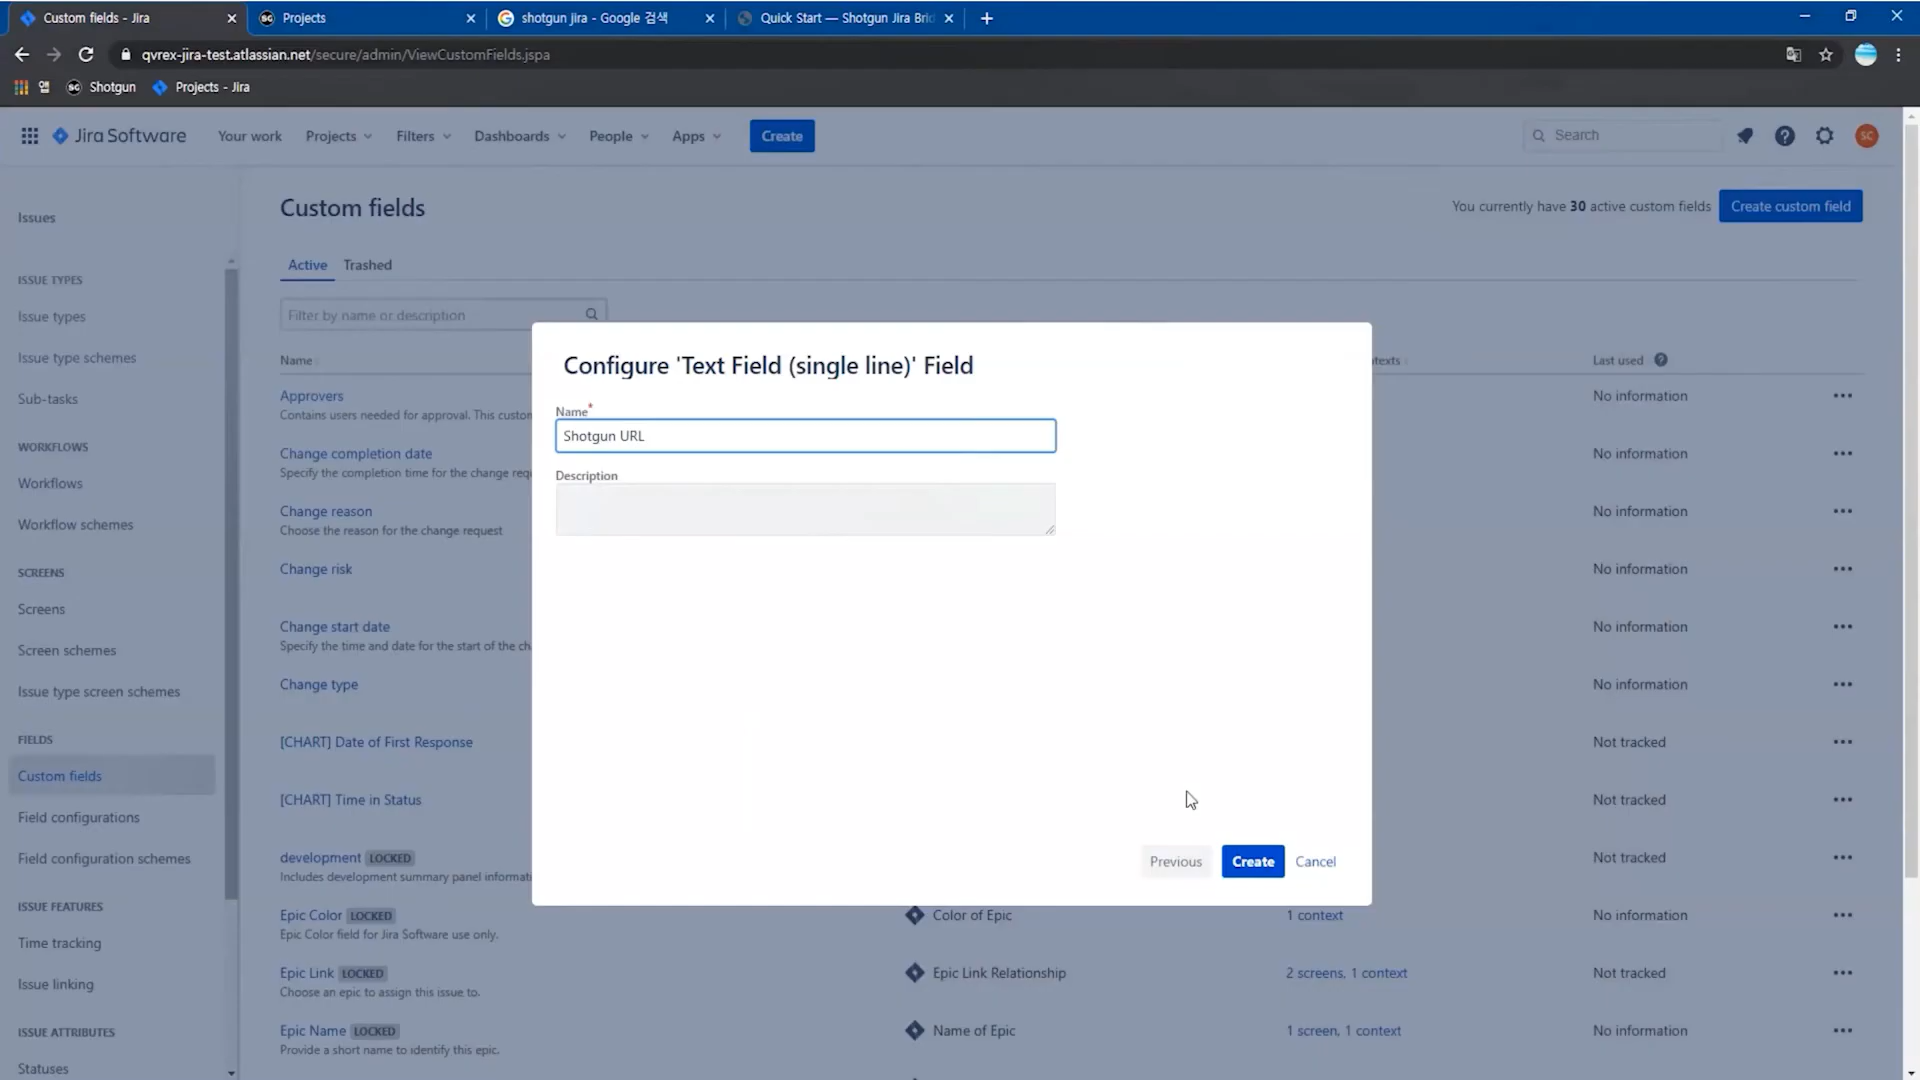 Custom fields - Jira
Projects
shotgun jira - Google 검색
Quick Start — Shotgun Jira Bri
qvrex-jira-test.atlassian.net/secure/admin/ViewCustomFields.jspa
앱
Shotgun
Projects - Jira
Jira Software
Your work
Projects
Filters
Dashboards
People
Apps
Create
Search
SC
Issues
ISSUE TYPES
Issue types
Issue type schemes
Sub-tasks
WORKFLOWS
Workflows
Workflow schemes
SCREENS
Screens
Screen schemes
Issue type screen schemes
FIELDS
Custom fields
Field configurations
Field configuration schemes
ISSUE FEATURES
Time tracking
Issue linking
ISSUE ATTRIBUTES
Statuses
Custom fields
You currently have 30 active custom fields
Create custom field
Active
Trashed
Filter by name or description
Name
Last used
Approvers
No information
Contains users needed for approval. This custom
Change completion date
No information
Specify the completion time for the change requ
Change reason
No information
Choose the reason for the change request
Change risk
No information
Change start date
No information
Specify the time and date for the start of the ch
Change type
No information
[CHART] Date of First Response
Not tracked
[CHART] Time in Status
Not tracked
development LOCKED
Not tracked
Includes development summary panel informati
Epic Color LOCKED
Color of Epic
1 context
No information
Epic Color field for Jira Software use only.
Epic Link LOCKED
Epic Link Relationship
2 screens, 1 context
Not tracked
Choose an epic to assign this issue to.
Epic Name LOCKED
Name of Epic
1 screen, 1 context
No information
Provide a short name to identify this epic.
Configure 'Text Field (single line)' Field
Name*
Shotgun URL
Description
Previous
Create
Cancel